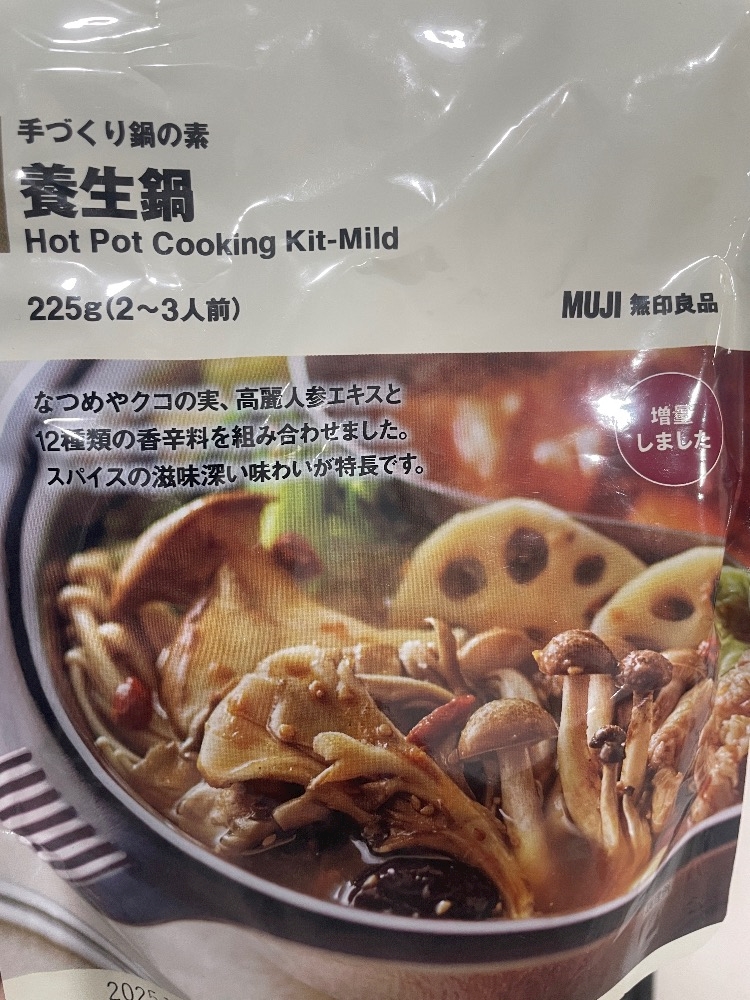 手づくり鍋の素
養生鍋
Hot Pot Cooking Kit-Mild
225g(2〜3人前)
MUJI 無印良品
なつめやクコの実、高麗人参エキスと
12種類の香辛料を組み合わせました。
スパイスの滋味深い味わいが特長です。
増量
しました
2025